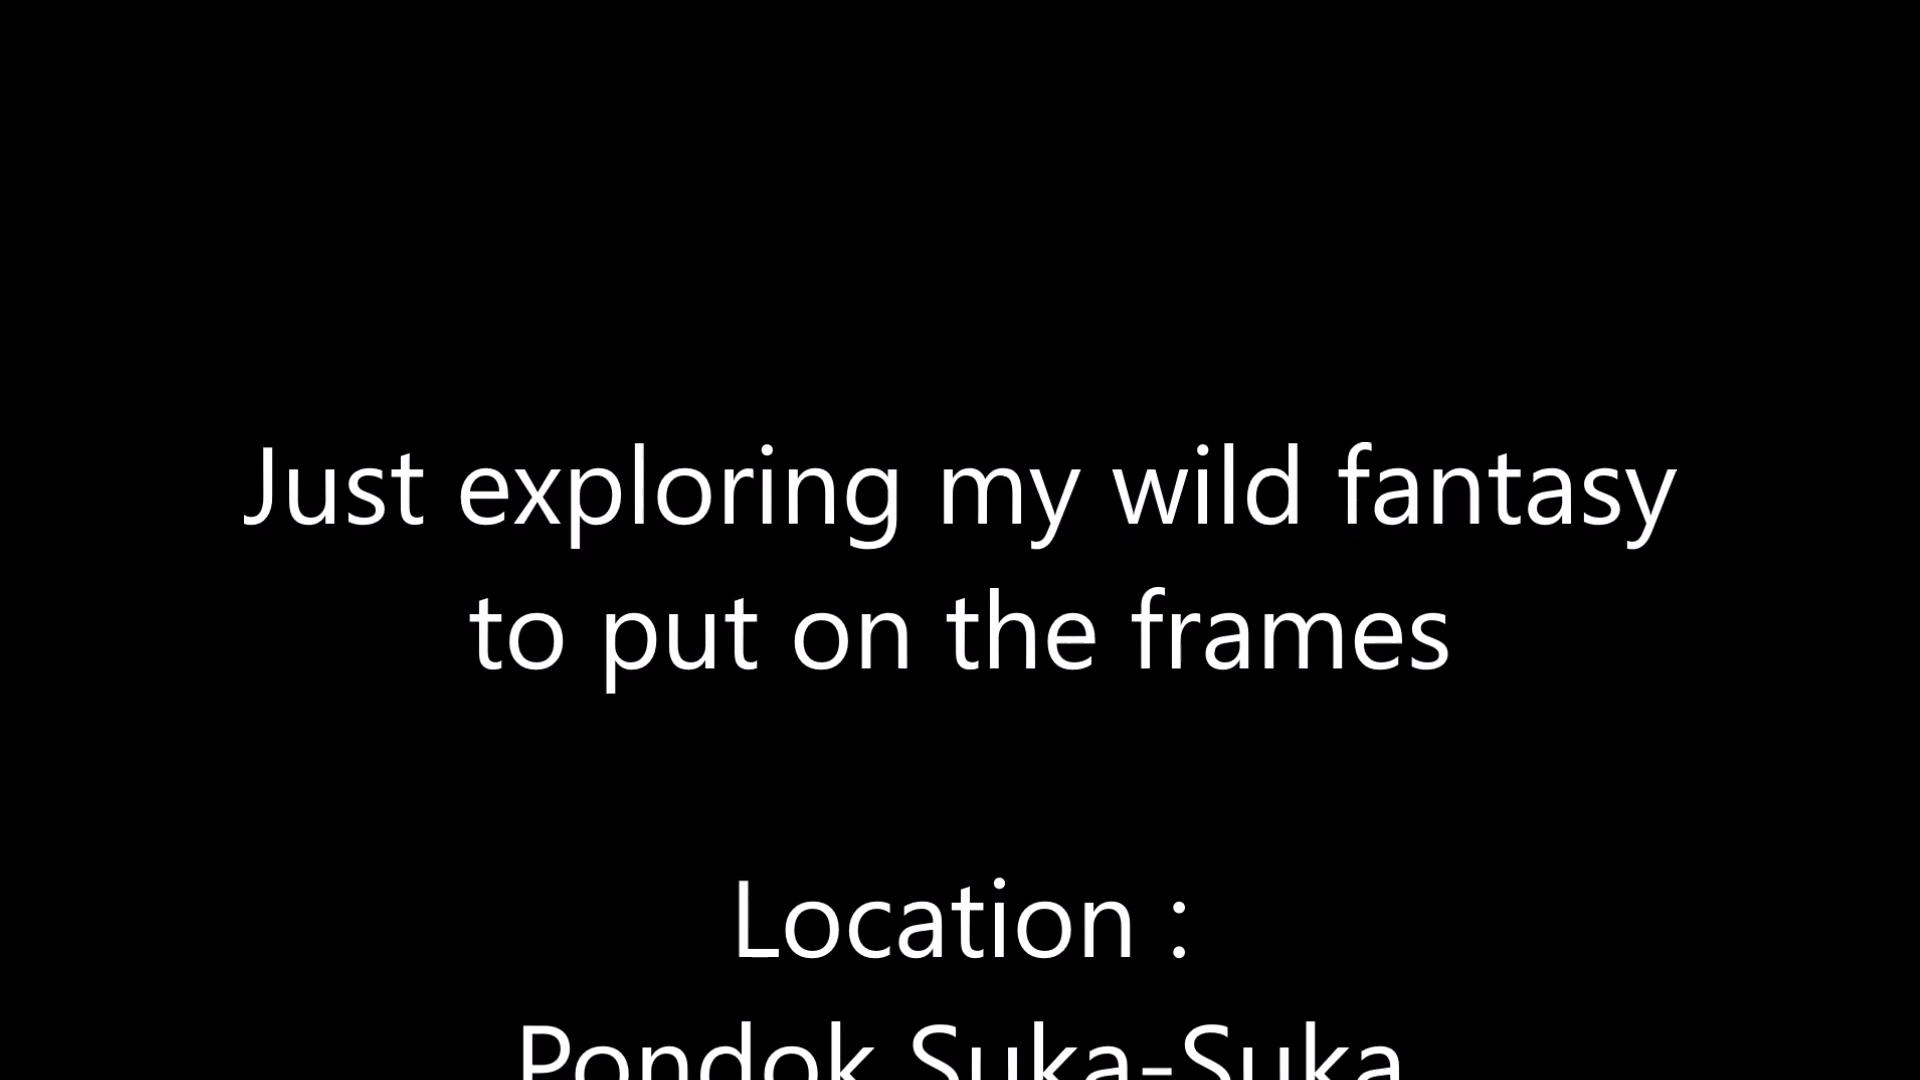 Just exploring my wild fantasy
to put on the frames
Location :
Pondok Suka-Suka